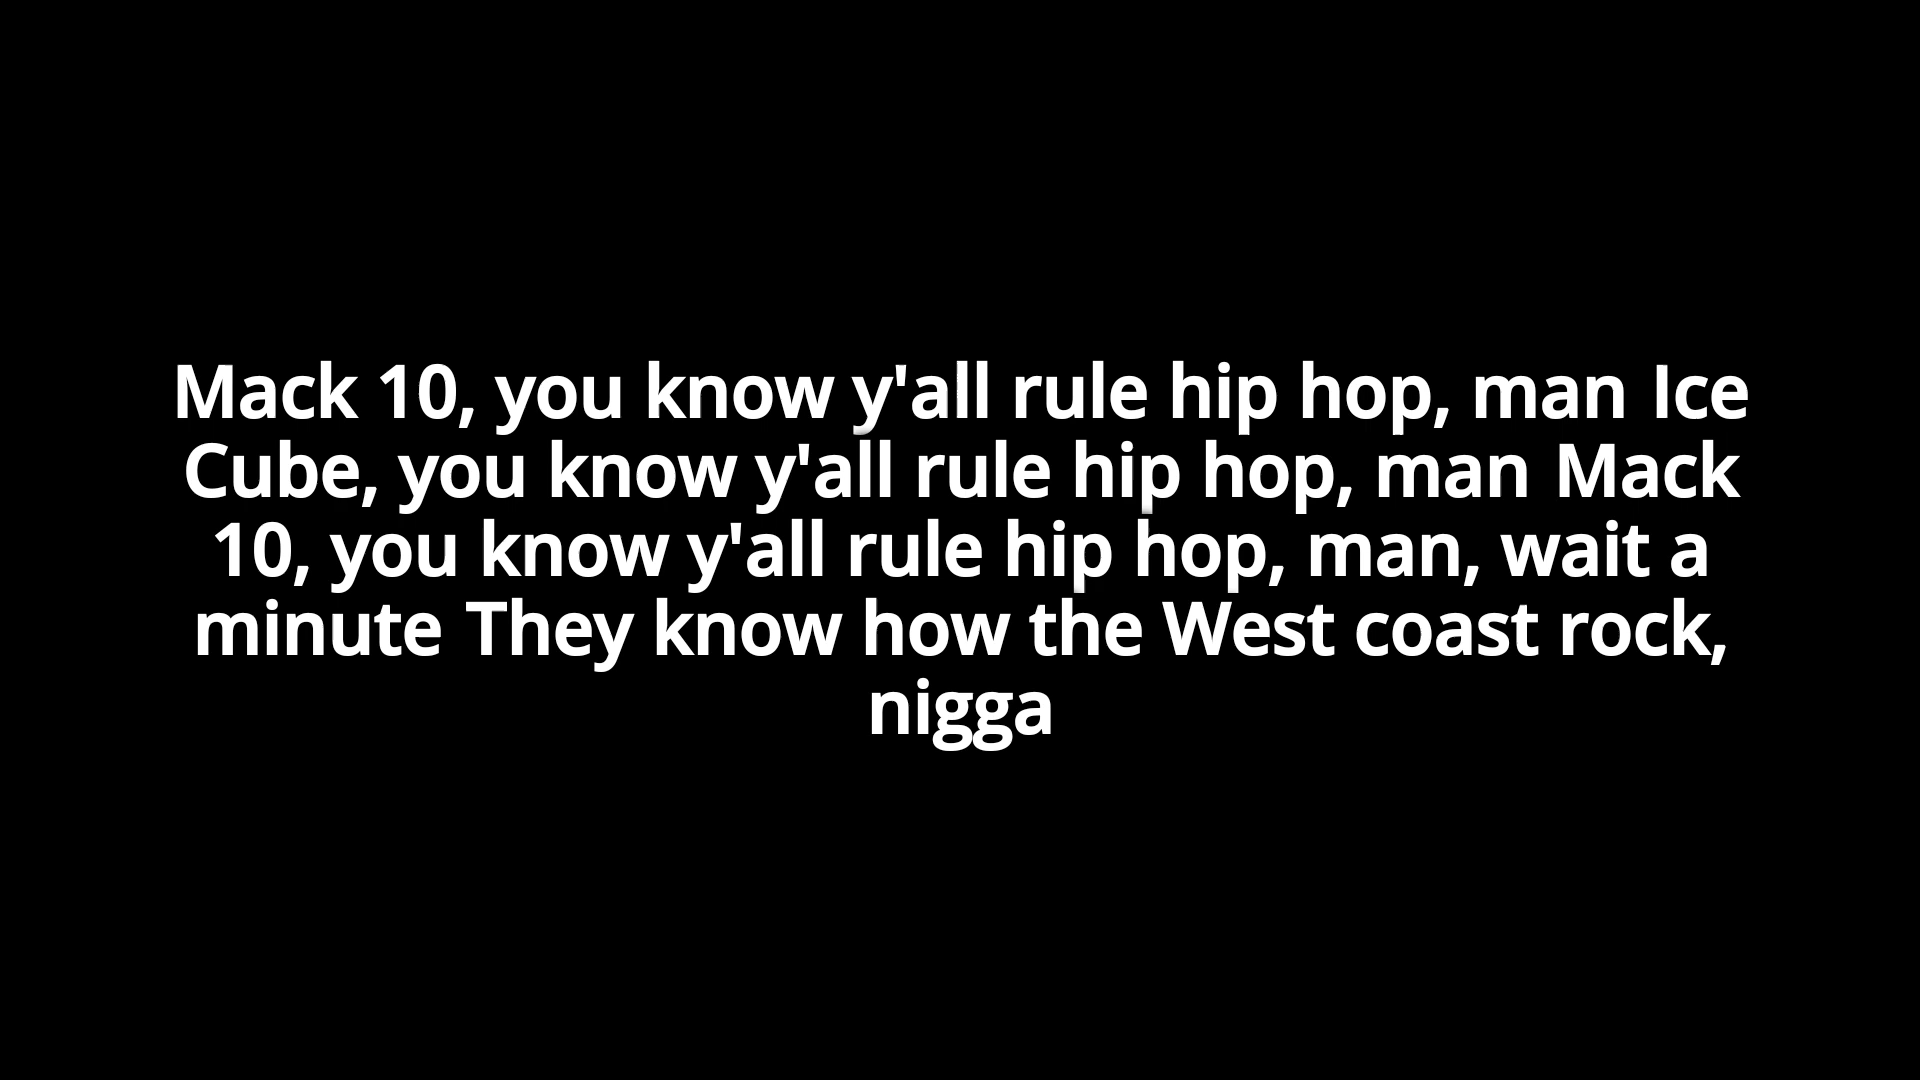 Mack 10, you know y'all rule hip hop, man Ice
Cube, you know y'all rule hip hop, man Mack
10, you know y'all rule hip hop, man, wait a
minute They know how the West coast rock,
nigga